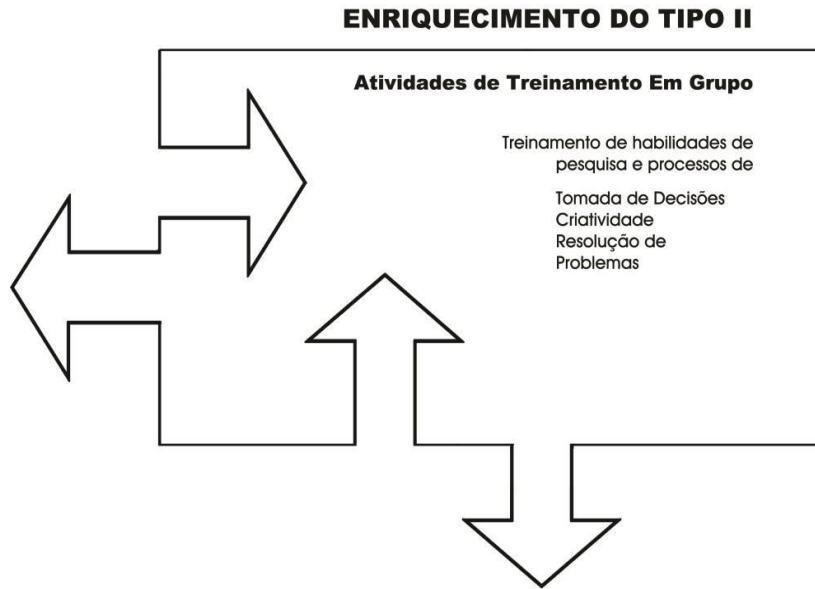 ENRIQUECIMENTO DO TIPO II
Atividades de Treinamento Em Grupo
Treinamento de habilidades de
pesquisa e processos de
Tomada de Decisões
Criatividade
Resolução de
Problemas